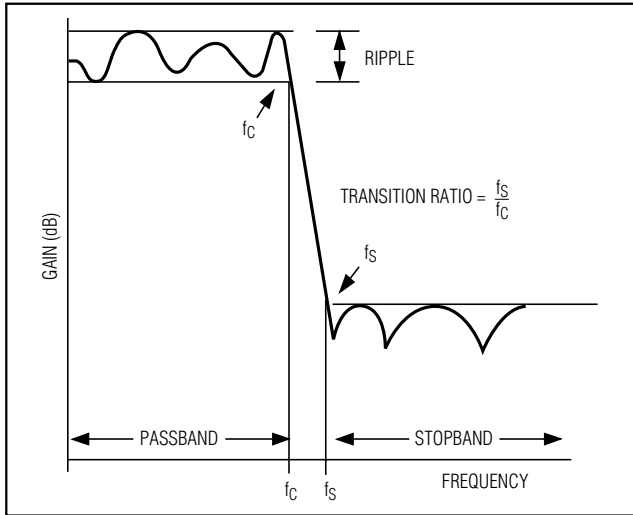 RIPPLE
fC
TRANSITION RATIO = fS
fC
GAIN (dB)
fS
PASSBAND
STOPBAND
fC
fS
FREQUENCY